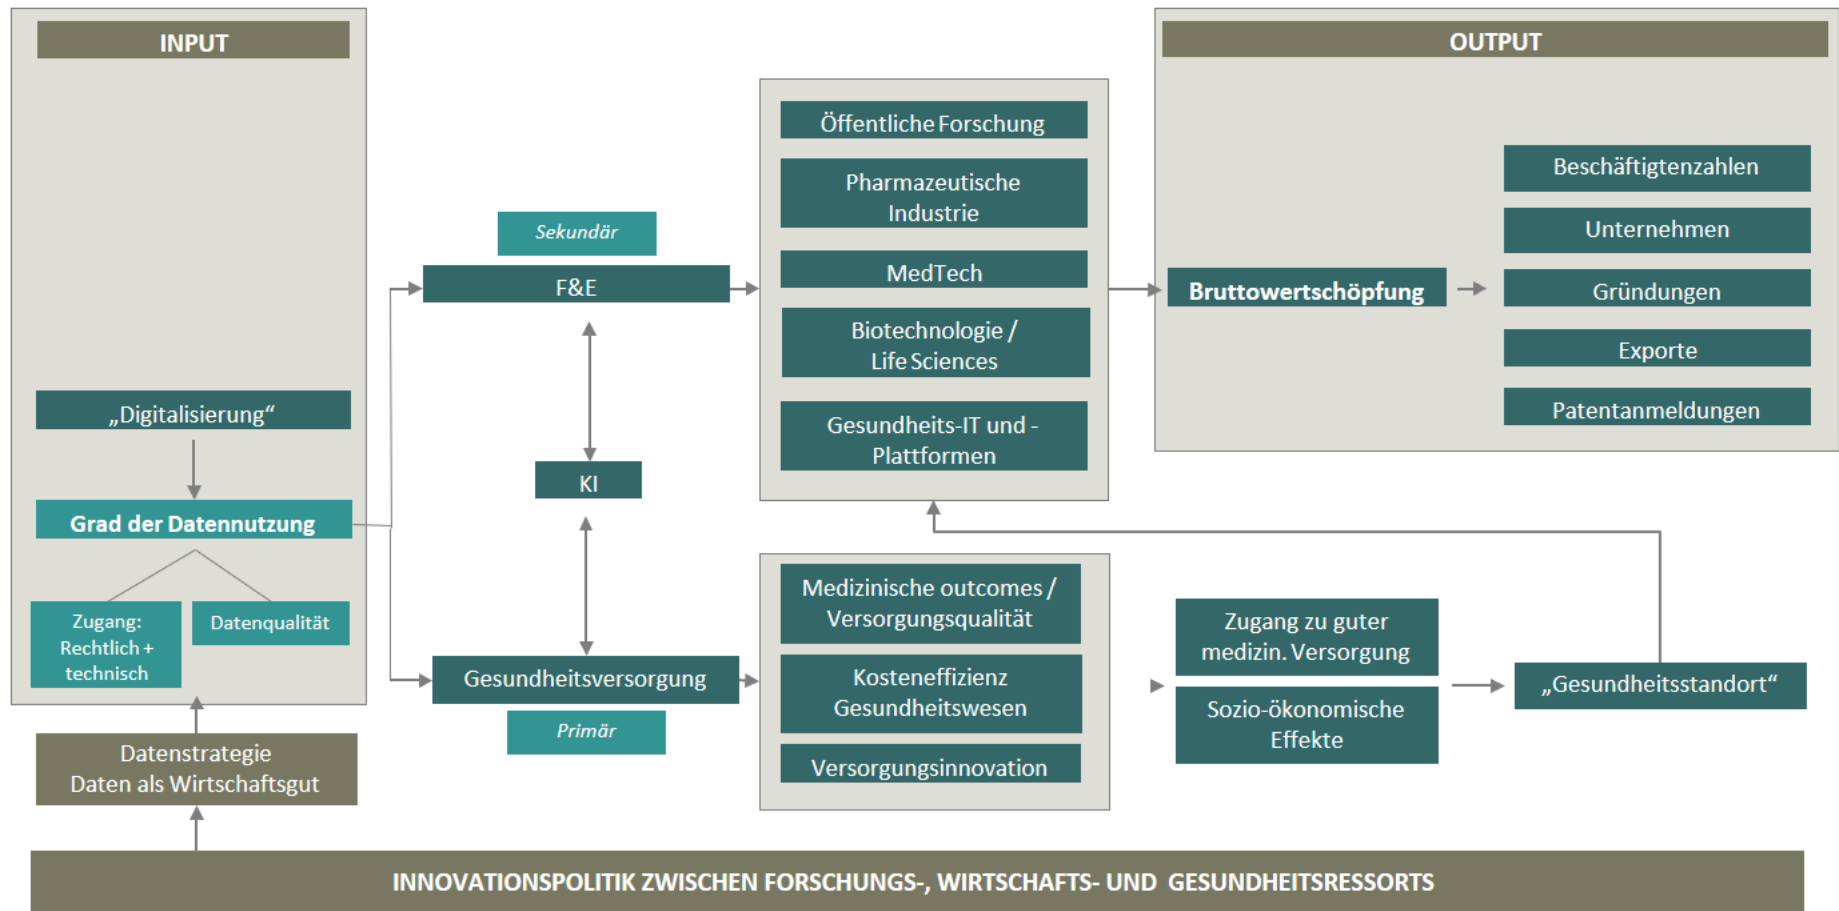 INPUT
„Digitalisierung“
Grad der Datennutzung
Zugang:
Rechtlich +
technisch
Datenqualität
Datenstrategie
Daten als Wirtschaftsgut
Sekundär
F&E
KI
Gesundheitsversorgung
Primär
Öffentliche Forschung
Pharmazeutische
Industrie
MedTech
Biotechnologie /
Life Sciences
Gesundheits-IT und -
Plattformen
Medizinische outcomes /
Versorgungsqualität
Kosteneffizienz
Gesundheitswesen
Versorgungsinnovation
Zugang zu guter
medizin. Versorgung
Sozio-ökonomische
Effekte
„Gesundheitsstandort“
OUTPUT
Bruttowertschöpfung
Beschäftigtenzahlen
Unternehmen
Gründungen
Exporte
Patentanmeldungen
INNOVATIONSPOLITIK ZWISCHEN FORSCHUNGS-, WIRTSCHAFTS- UND GESUNDHEITSRESSORTS